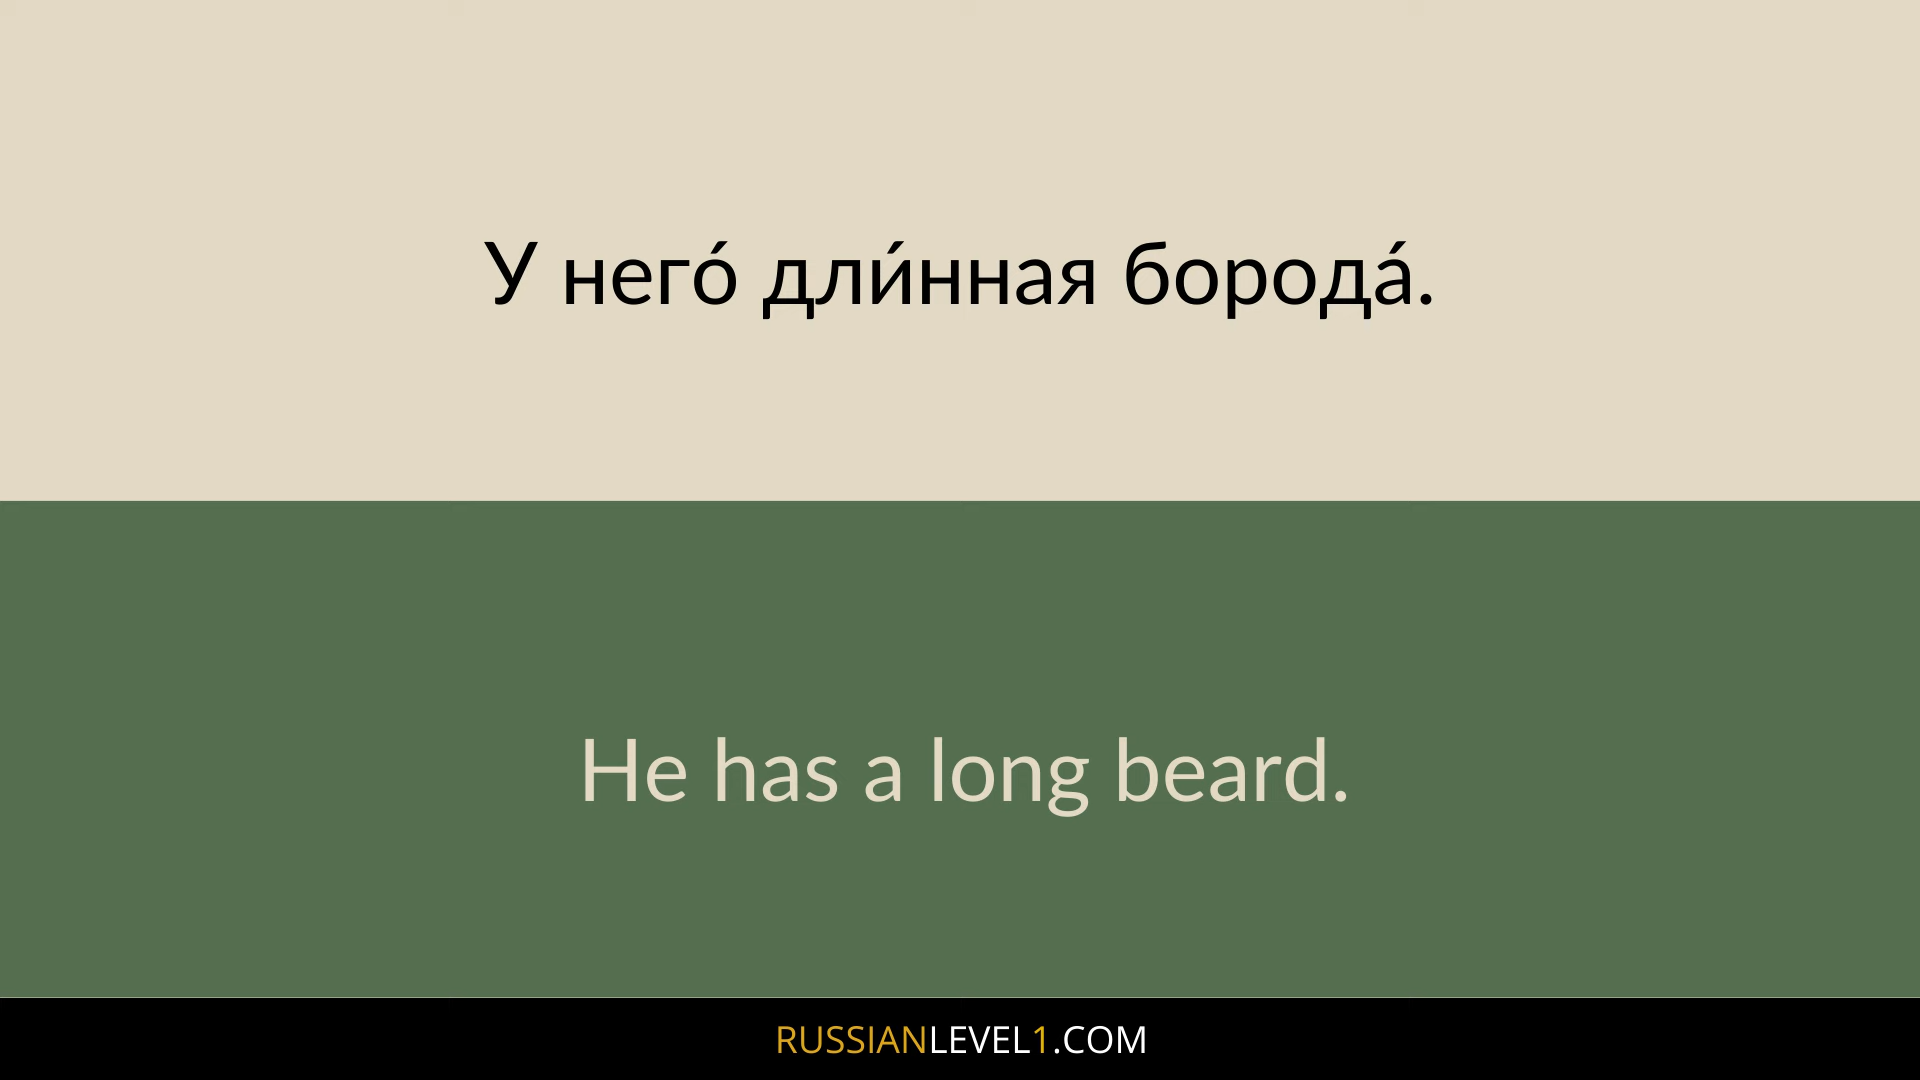 У него́ дли́нная борода́.
He has a long beard.
RUSSIANLEVEL1.COM